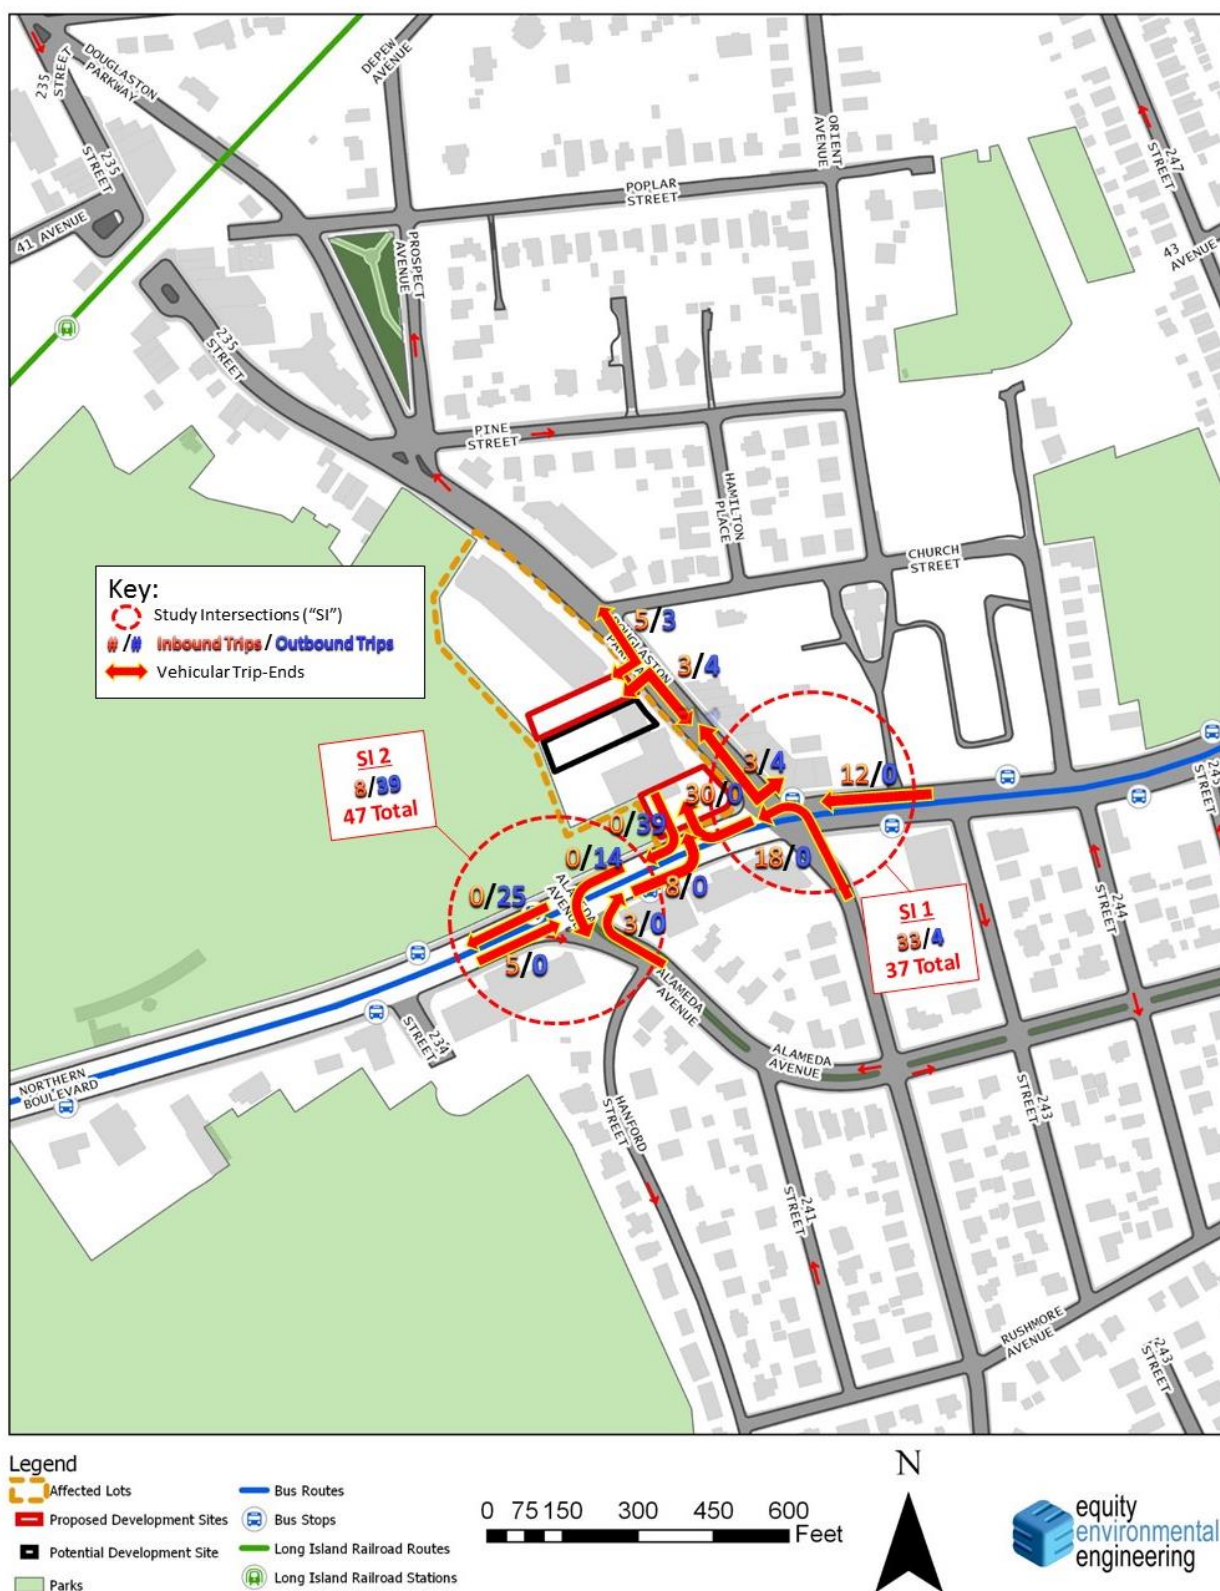 235
STREET
DOUGLASTON
PARKWAY
DEPEW
AVENUE
ORIENT
AVENUE
247
STREET
235
STREET
41 AVENUE
POPLAR
STREET
43
AVENUE
PROSPECT
AVENUE
235
STREET
PINE
STREET
HAMILTON
PLACE
CHURCH
STREET
Key:
Study Intersections ("SI")
#/# Inbound Trips / Outbound Trips
Vehicular Trip-Ends
5/3
DOUGLASTON
3/4
SI 2
8/39
47 Total
3/4
12/0
30/0
0/39
245
STREET
0/14
18/0
ALAMEDA
AVENUE
0/25
8/0
3/0
5/0
SI 1
33/4
37 Total
244
STREET
ALAMEDA
AVENUE
234
STREET
ALAMEDA
AVENUE
NORTHERN
BOULEVARD
HANFORD
STREET
243
STREET
241
STREET
RUSHMORE
AVENUE
243
STREET
Legend
Affected Lots
Proposed Development Sites
Potential Development Site
Parks
Bus Routes
Bus Stops
Long Island Railroad Routes
Long Island Railroad Stations
0 75 150 300 450 600
Feet
N
equity
environmental
engineering